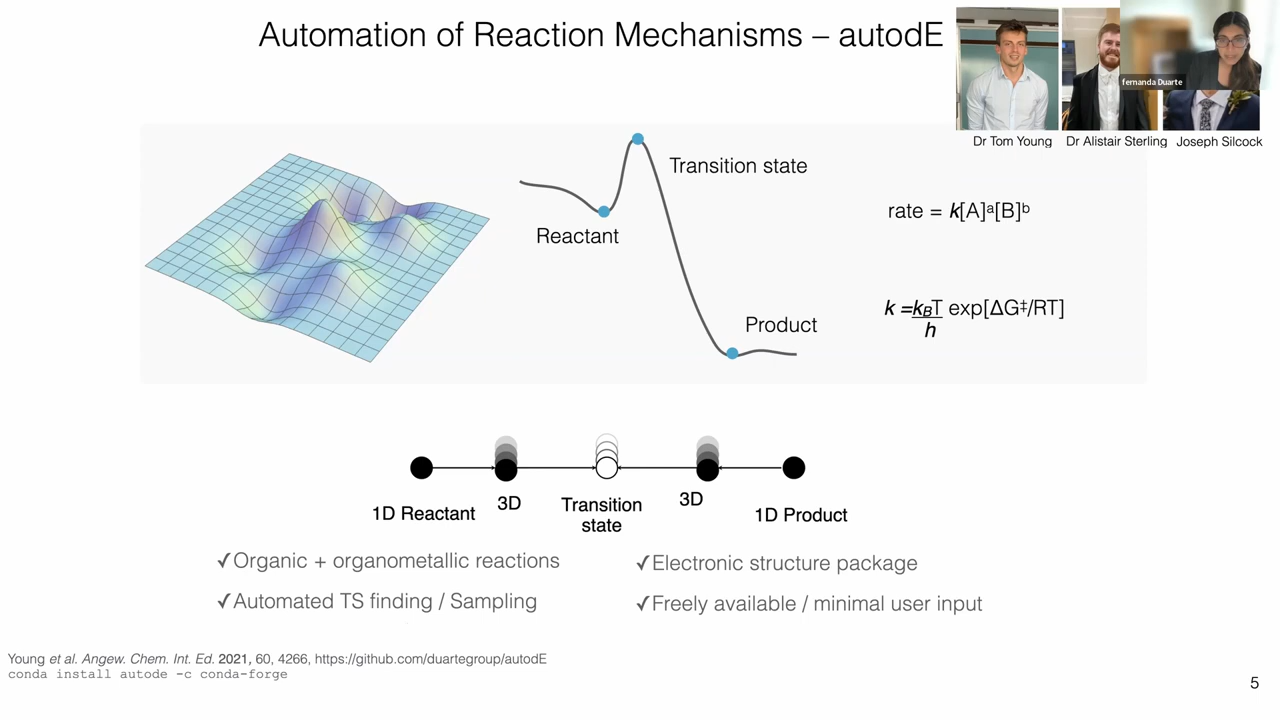 Automation of Reaction Mechanisms – autodE
fernanda Duarte
Dr Tom Young
Dr Alistair Sterling
Joseph Silcock
Transition state
Reactant
Product
rate = k[A]ᵃ[B]ᵇ
k =k_BT exp[ΔG‡/RT]
h
1D Reactant
3D
Transition
state
3D
1D Product
✓Organic + organometallic reactions
✓Automated TS finding / Sampling
✓Electronic structure package
✓Freely available / minimal user input
Young et al. Angew. Chem. Int. Ed. 2021, 60, 4266, https://github.com/duartegroup/autodE
conda install autode -c conda-forge
5